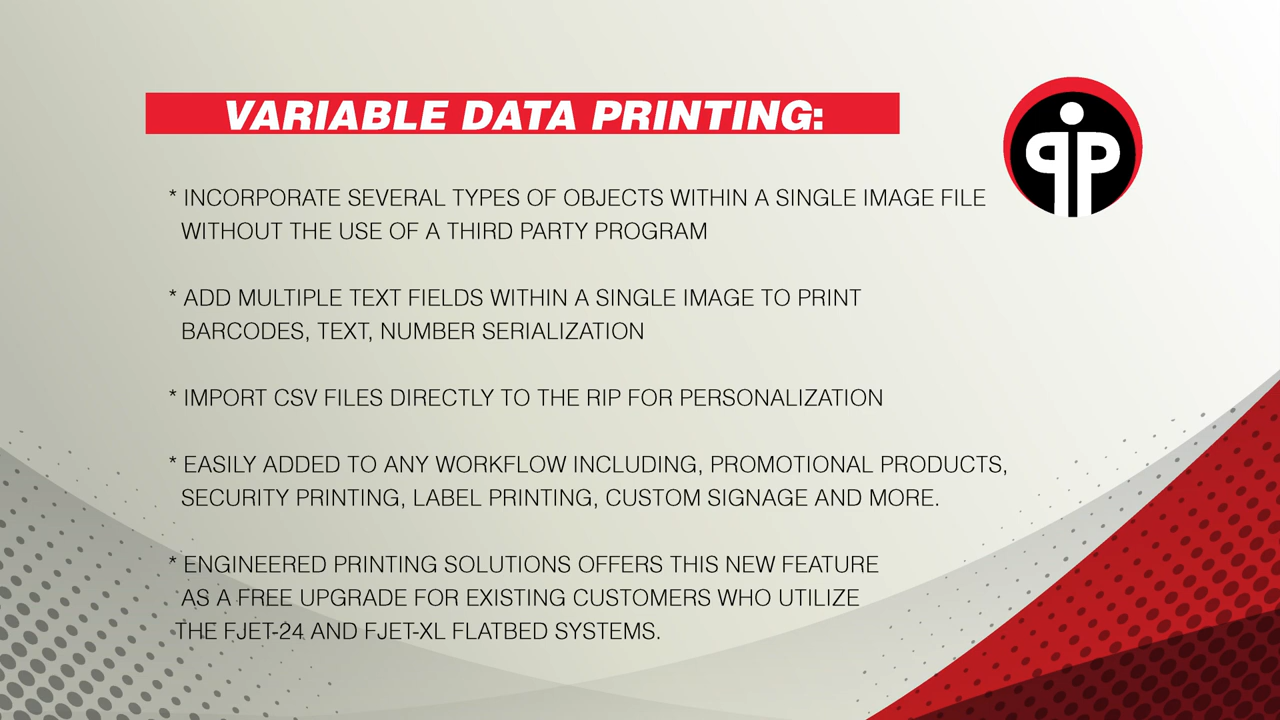 VARIABLE DATA PRINTING:
* INCORPORATE SEVERAL TYPES OF OBJECTS WITHIN A SINGLE IMAGE FILE
WITHOUT THE USE OF A THIRD PARTY PROGRAM
* ADD MULTIPLE TEXT FIELDS WITHIN A SINGLE IMAGE TO PRINT
BARCODES, TEXT, NUMBER SERIALIZATION
* IMPORT CSV FILES DIRECTLY TO THE RIP FOR PERSONALIZATION
* EASILY ADDED TO ANY WORKFLOW INCLUDING, PROMOTIONAL PRODUCTS,
SECURITY PRINTING, LABEL PRINTING, CUSTOM SIGNAGE AND MORE.
* ENGINEERED PRINTING SOLUTIONS OFFERS THIS NEW FEATURE
AS A FREE UPGRADE FOR EXISTING CUSTOMERS WHO UTILIZE
THE FJET-24 AND FJET-XL FLATBED SYSTEMS.